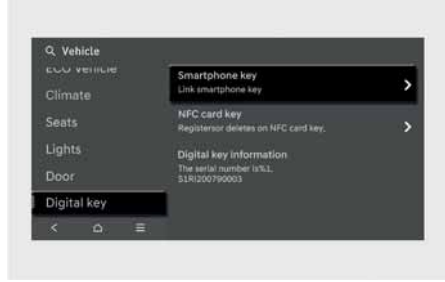 Vehicle
ECO Vehicle
Climate
Seats
Lights
Door
Digital key
Smartphone key
Link smartphone key
NFC card key
Registersor deletes on NFC card key.
Digital key information
The serial number is%1.
S1RI200790003